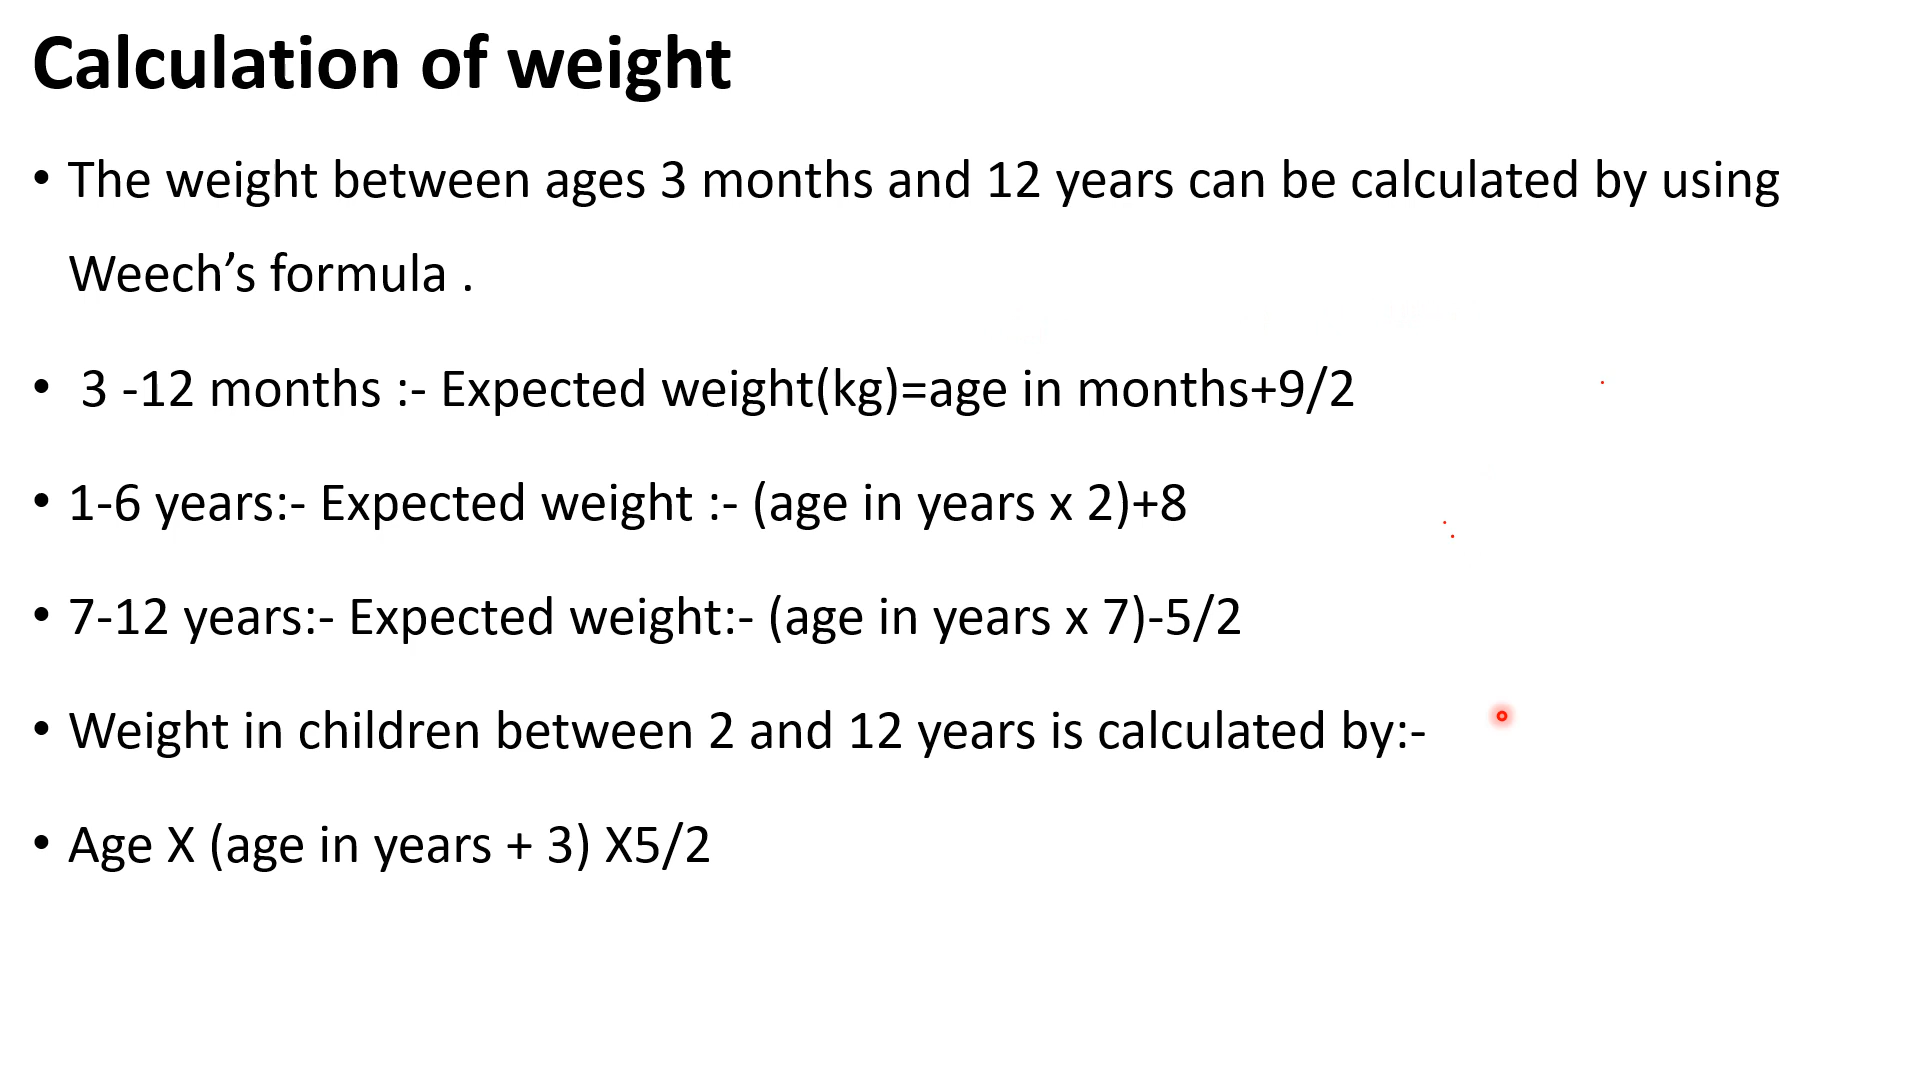 Calculation of weight
• The weight between ages 3 months and 12 years can be calculated by using
Weech’s formula .
• 3 -12 months :- Expected weight(kg)=age in months+9/2
• 1-6 years:- Expected weight :- (age in years x 2)+8
• 7-12 years:- Expected weight:- (age in years x 7)-5/2
• Weight in children between 2 and 12 years is calculated by:-
• Age X (age in years + 3) X5/2